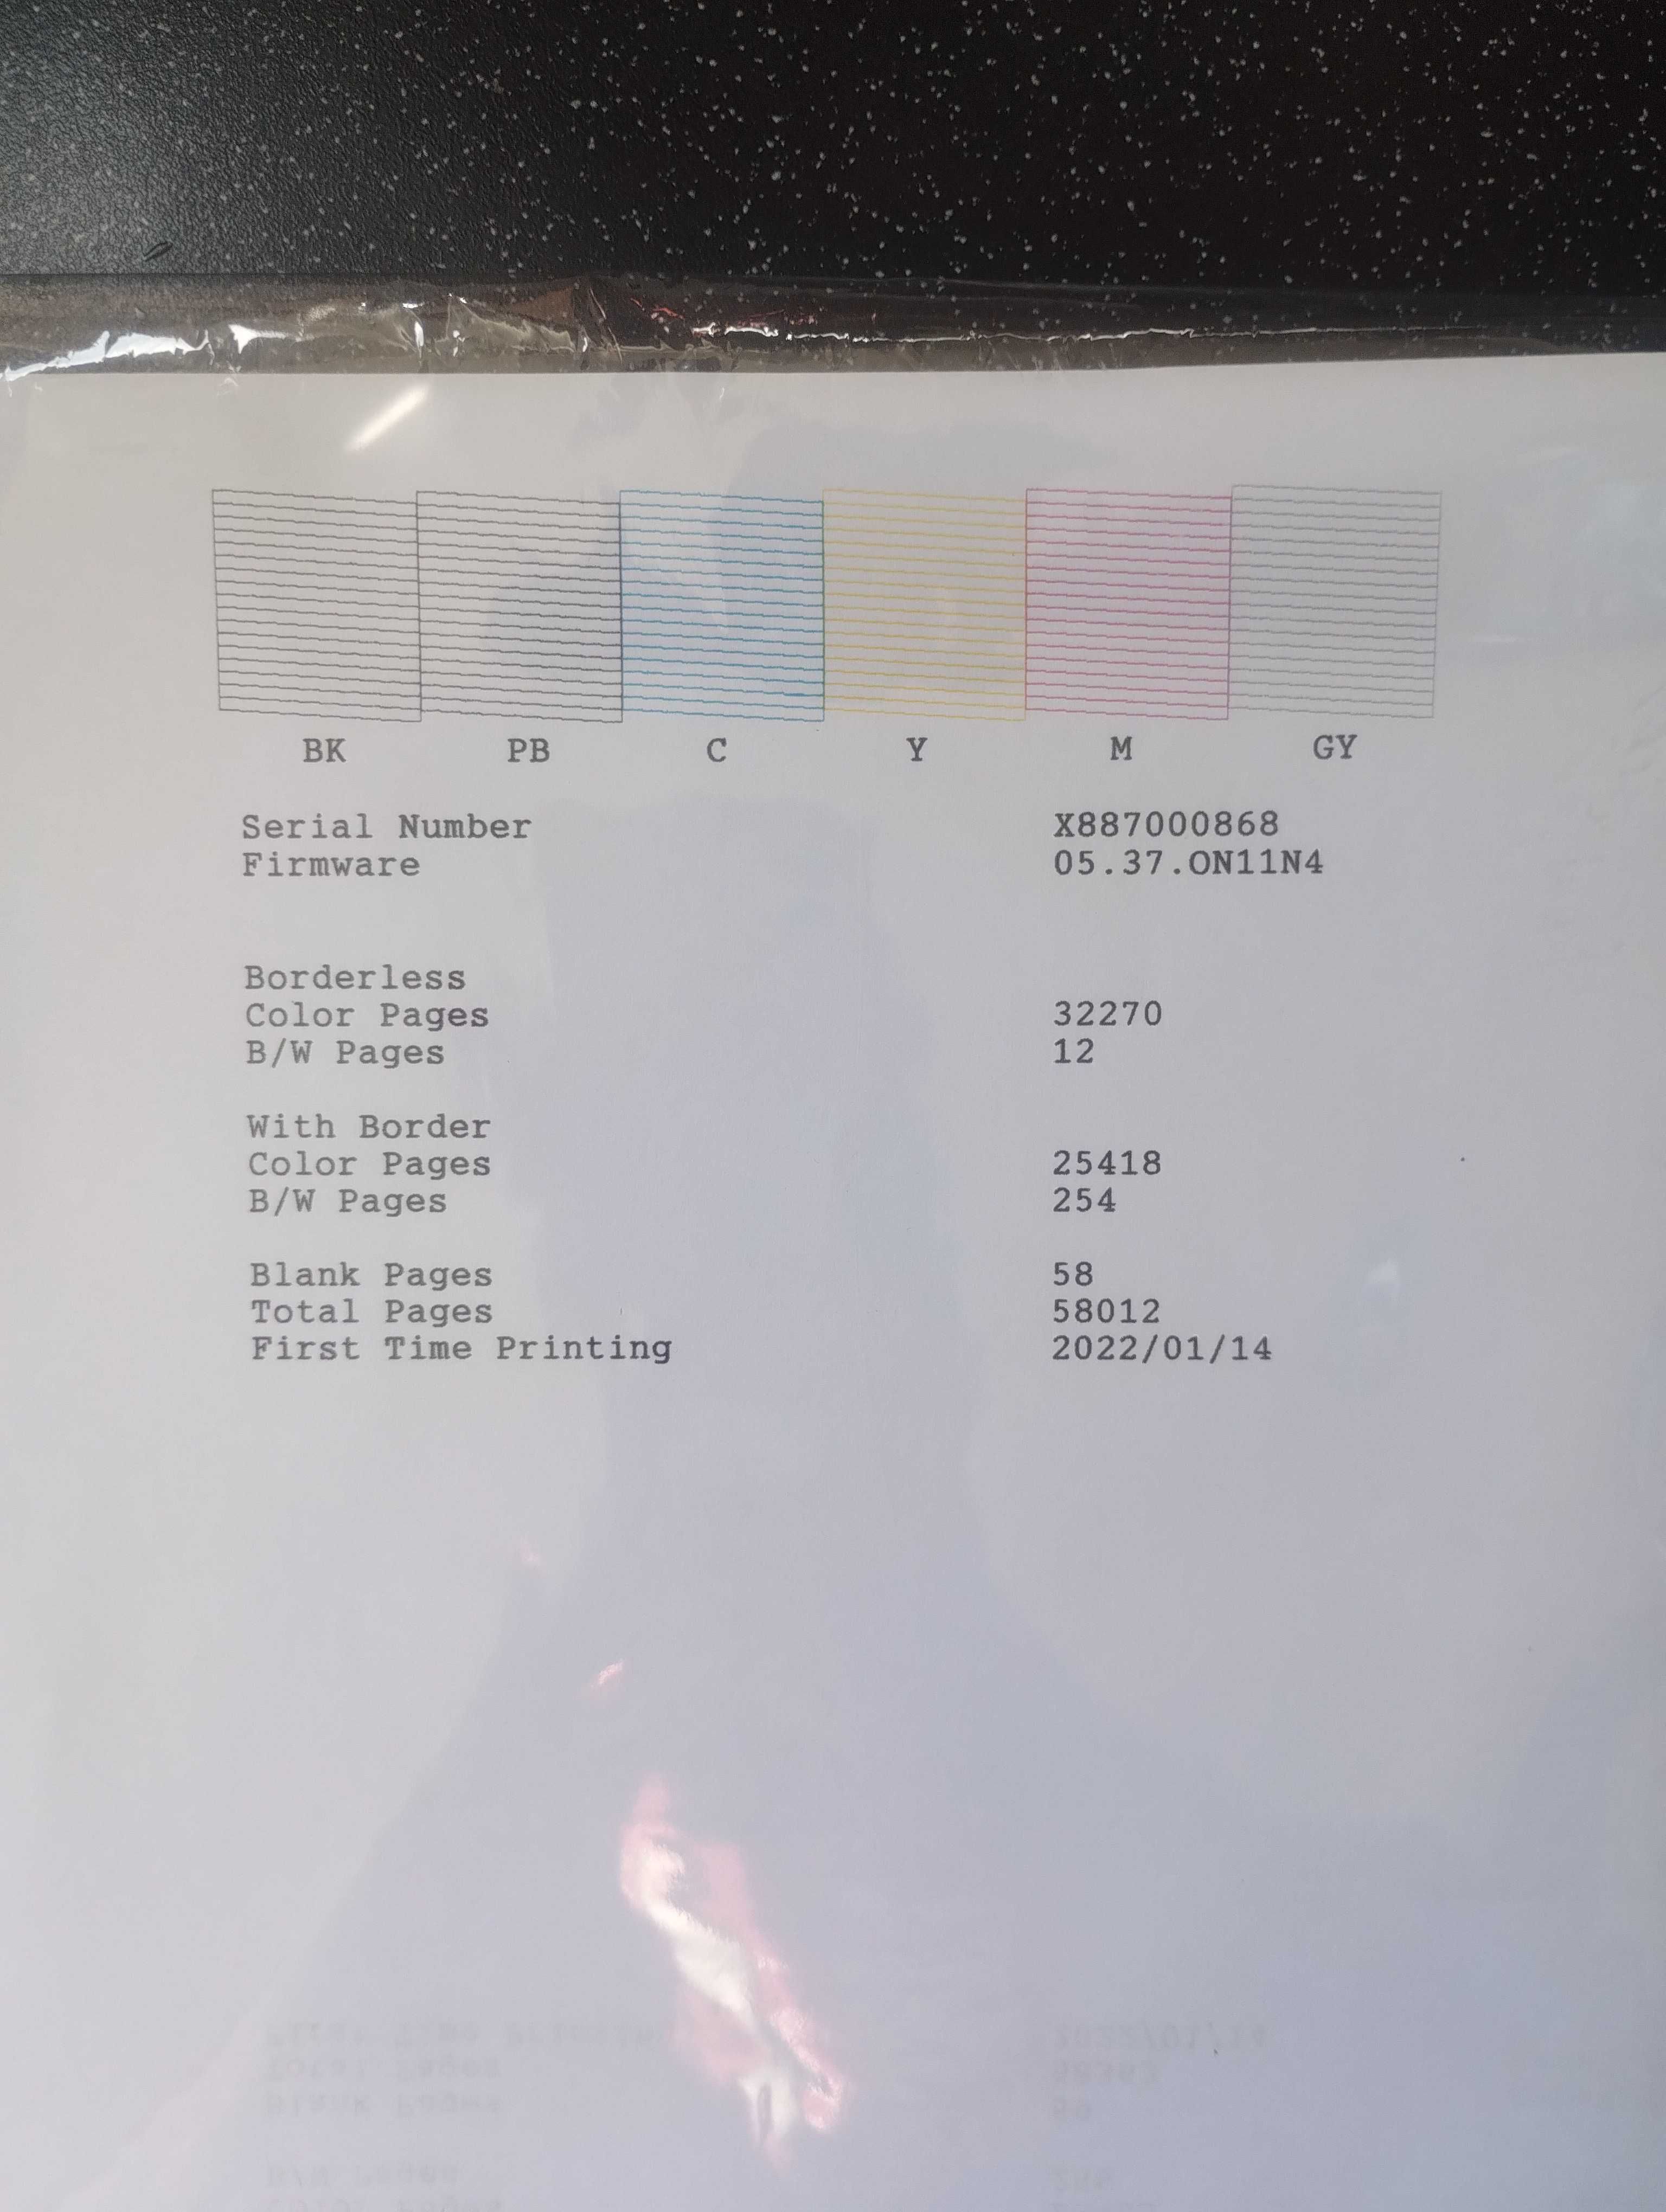 BK PB C Y M GY
Serial Number X887000868
Firmware 05.37.ON11N4
Borderless
Color Pages 32270
B/W Pages 12
With Border
Color Pages 25418
B/W Pages 254
Blank Pages 58
Total Pages 58012
First Time Printing 2022/01/14